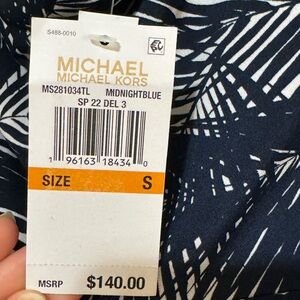 S488-0010
MICHAEL
MICHAEL KORS
MS281034TL MIDNIGHTBLUE
SP 22 DEL 3
1 96163 18434 0
SIZE S
MSRP $140.00